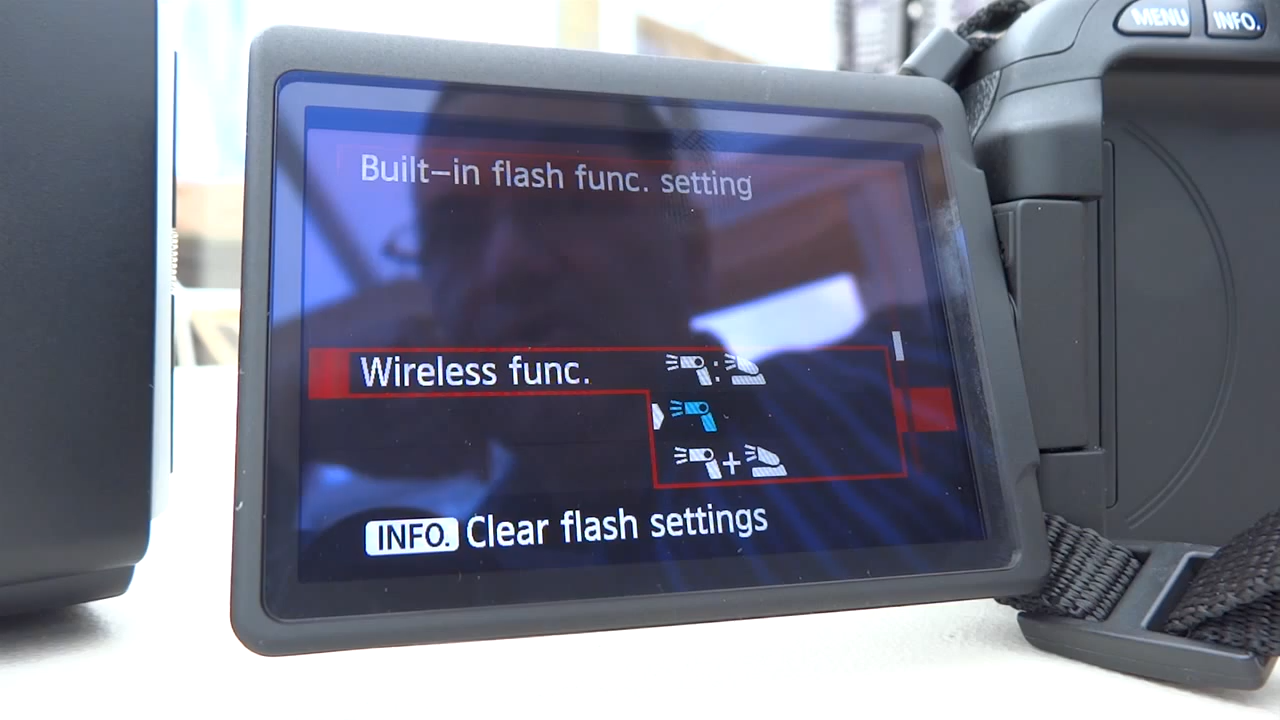 MENU INFO.
Built-in flash func. setting
Wireless func.
:
+
INFO. Clear flash settings